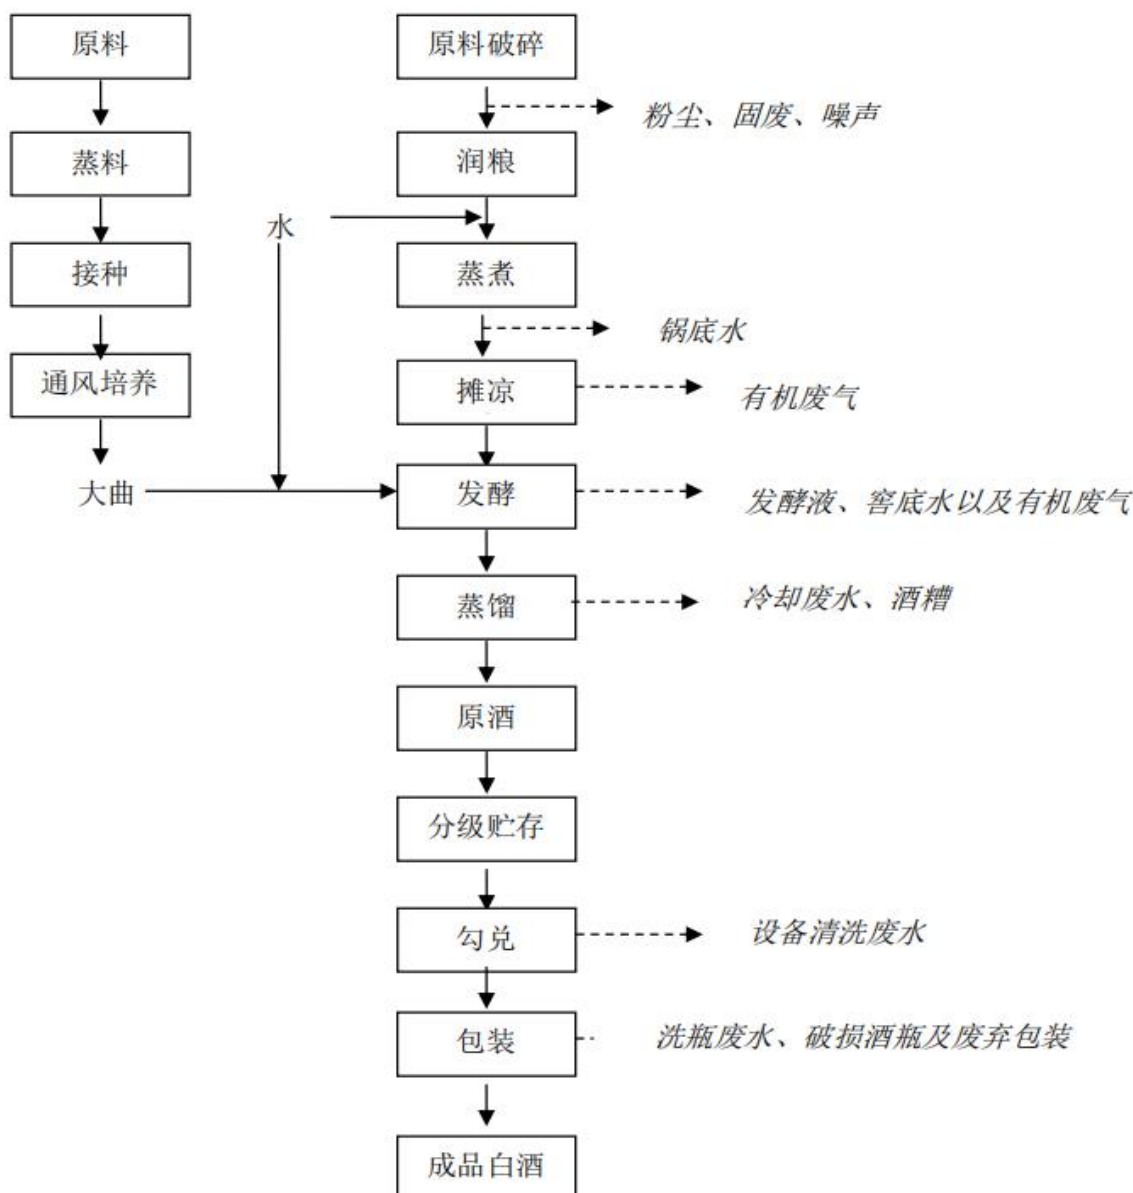 原料
原料破碎
粉尘、固废、噪声
蒸料
润粮
水
接种
蒸煮
锅底水
通风培养
摊凉
有机废气
大曲
发酵
发酵液、窖底水以及有机废气
蒸馏
冷却废水、酒糟
原酒
分级贮存
勾兑
设备清洗废水
包装
洗瓶废水、破损酒瓶及废弃包装
成品白酒